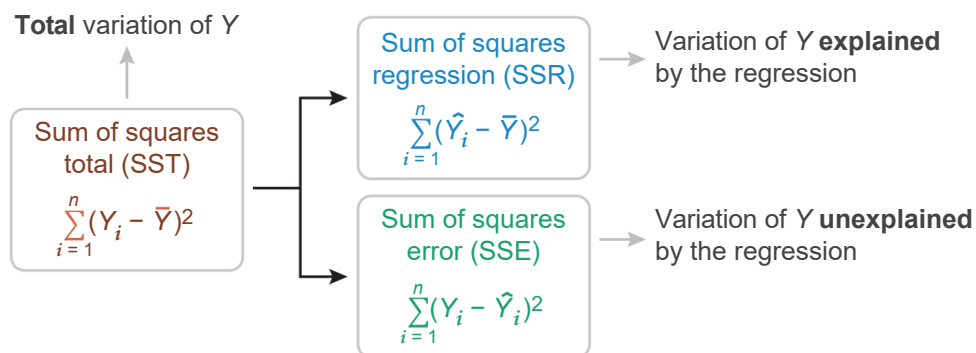 Total variation of Y
Sum of squares
total (SST)
n
∑(Yᵢ − Ȳ)²
i = 1
Sum of squares
regression (SSR)
n
∑(Ŷᵢ − Ȳ)²
i = 1
Variation of Y explained
by the regression
Sum of squares
error (SSE)
n
∑(Yᵢ − Ŷᵢ)²
i = 1
Variation of Y unexplained
by the regression